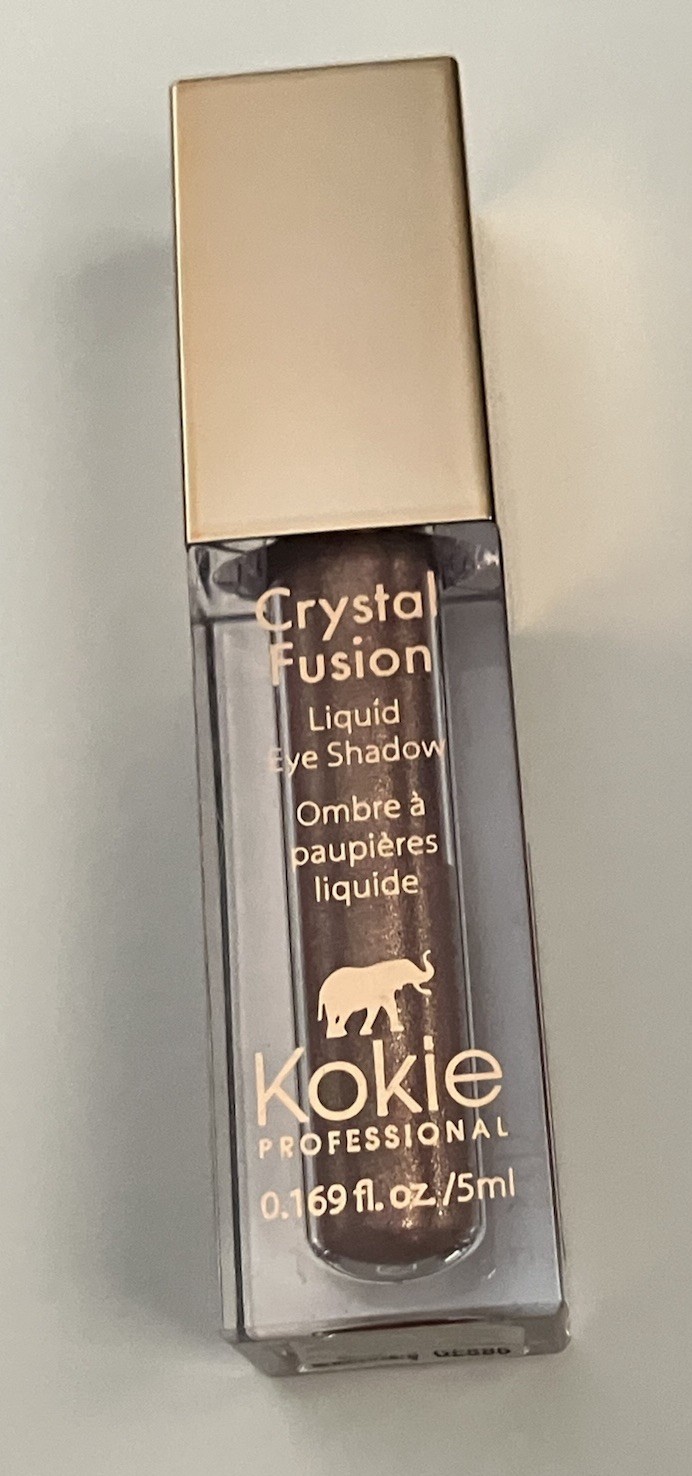 Crystal
Fusion
Liquid
Eye Shadow
Ombre à
paupières
liquide
Kokie
PROFESSIONAL
0.169 fl. oz./5ml